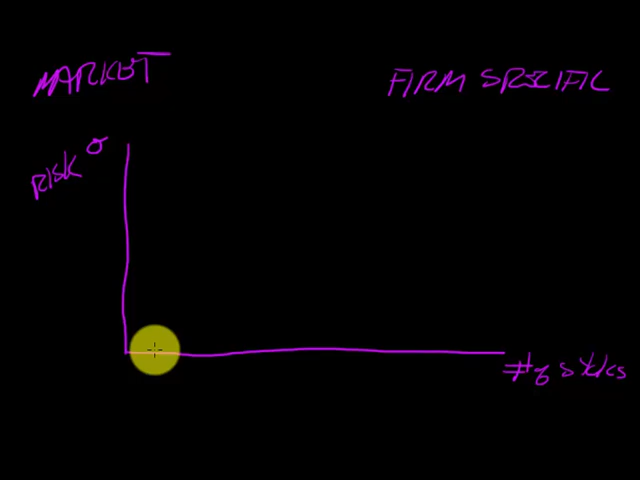 MARKET
FIRM SPECIFIC
RISK σ
# of stocks